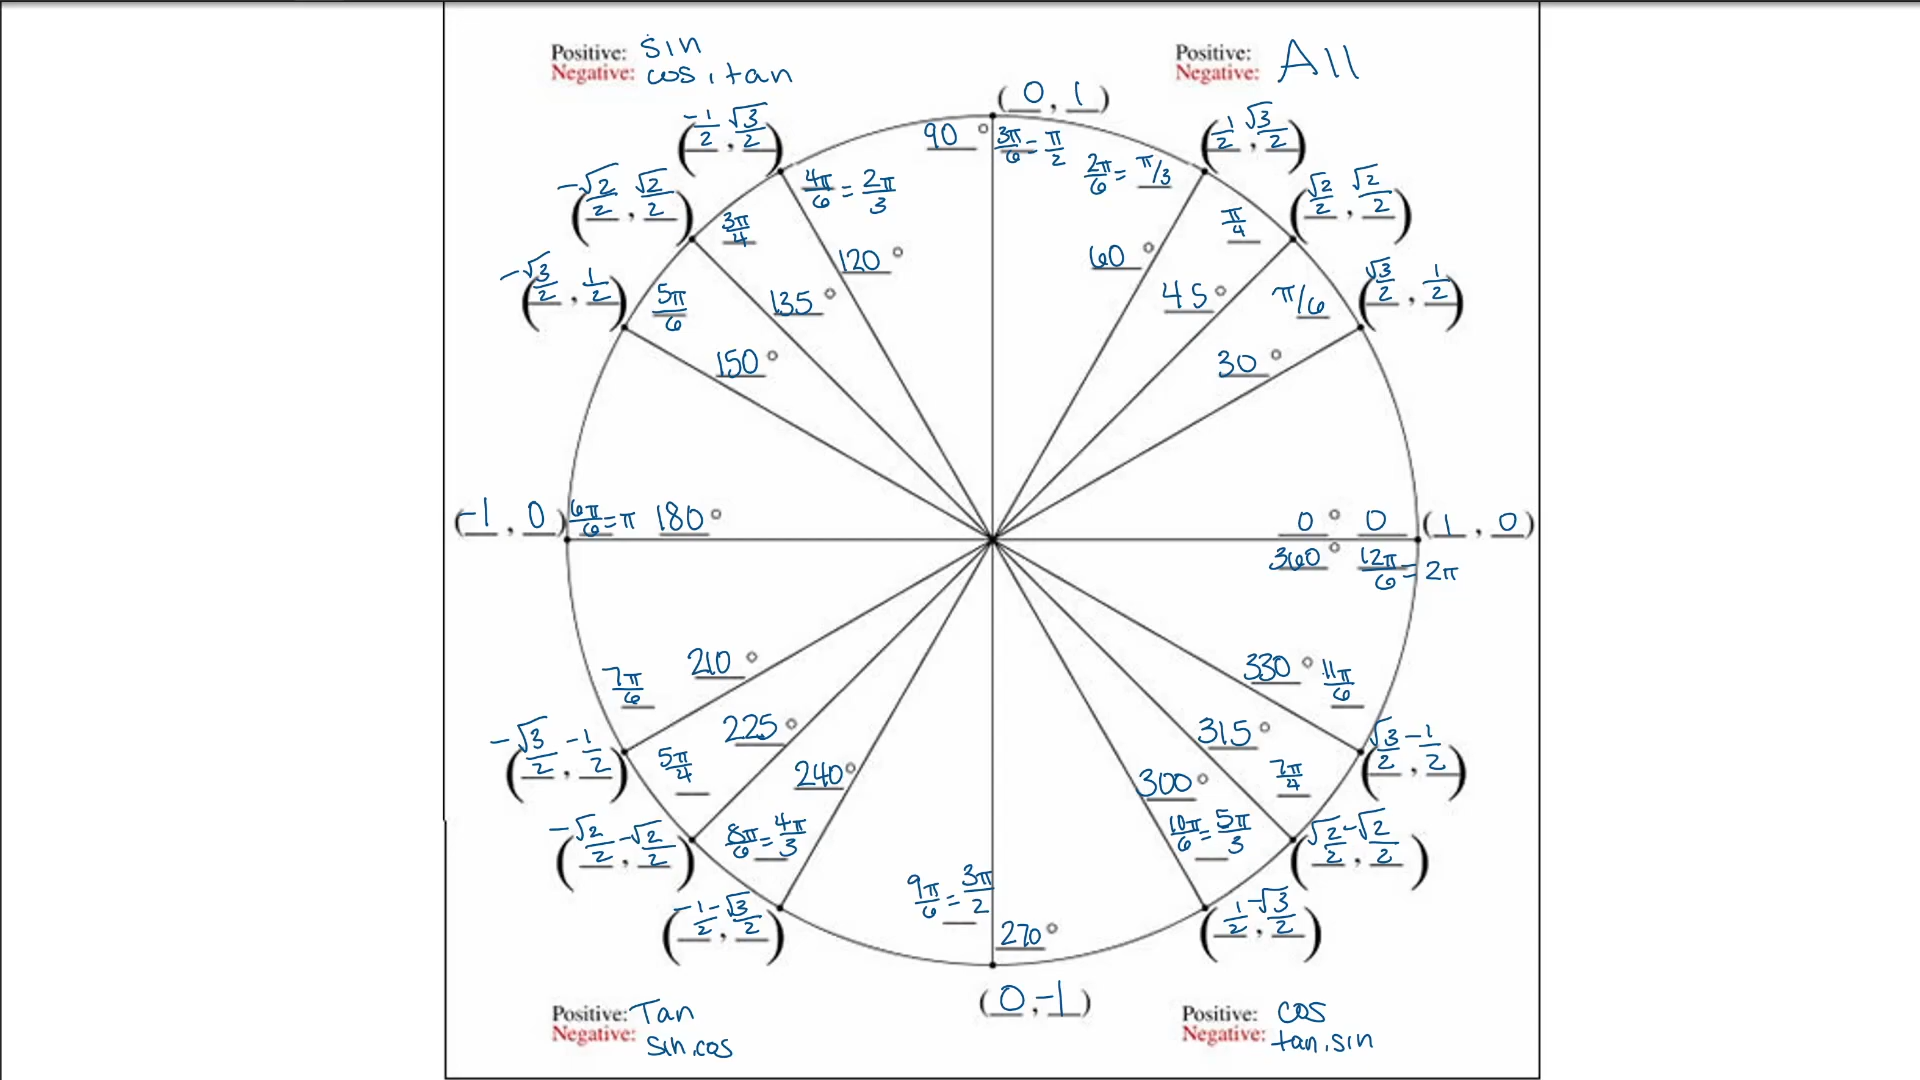 Positive: sin
Negative: cos, tan
Positive:
Negative: All
(0, 1)
(-1/2, √3/2)
(1/2, √3/2)
90° 3π/6 = π/2
2π/6 = π/3
4π/6 = 2π/3
(-√2/2, √2/2)
(√2/2, √2/2)
3π/4
π/4
120°
60°
(-√3/2, 1/2)
(√3/2, 1/2)
5π/6
135°
45°
π/6
150°
30°
(-1, 0) 6π/6 = π 180°
0° 0 (1, 0)
360° 12π/6 = 2π
210°
330° 11π/6
7π/6
225°
315°
(-√3/2, -1/2)
(√3/2, -1/2)
5π/4
240°
300°
7π/4
(-√2/2, -√2/2)
8π/6 = 4π/3
10π/6 = 5π/3
(√2/2, -√2/2)
9π/6 = 3π/2
(-1/2, -√3/2)
270°
(1/2, -√3/2)
(0, -1)
Positive: Tan
Negative: sin, cos
Positive: cos
Negative: tan, sin